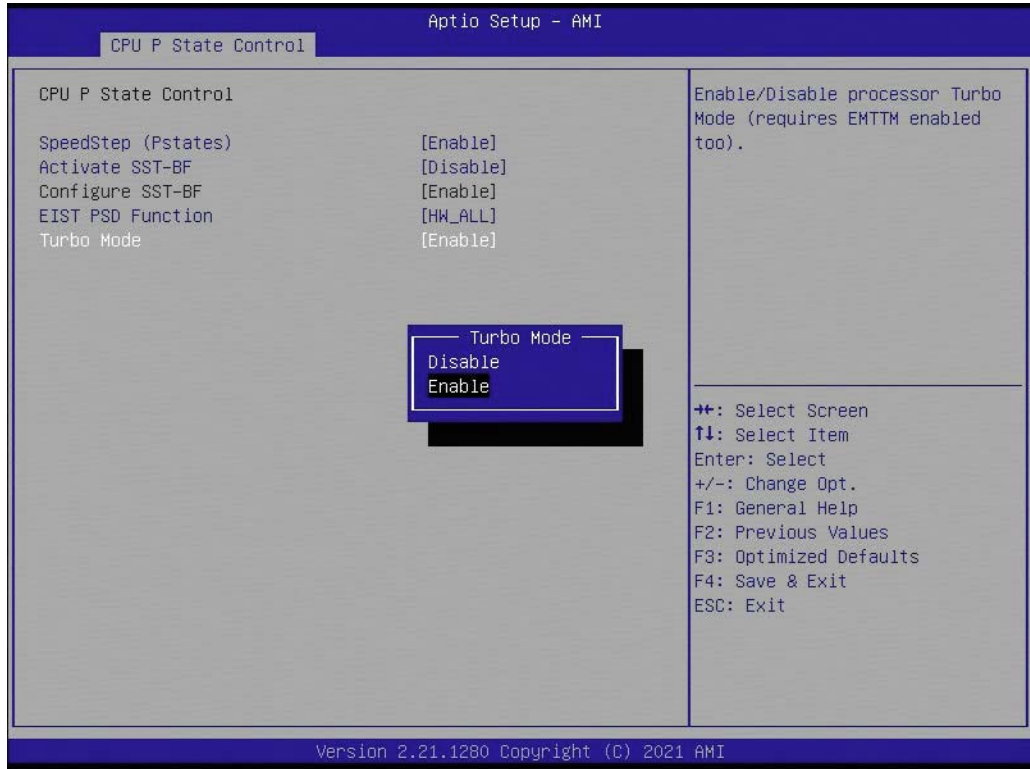 Aptio Setup – AMI
CPU P State Control
CPU P State Control
SpeedStep (Pstates) [Enable]
Activate SST-BF [Disable]
Configure SST-BF [Enable]
EIST PSD Function [HW_ALL]
Turbo Mode [Enable]
Turbo Mode
Disable
Enable
Enable/Disable processor Turbo
Mode (requires EMTTM enabled
too).
→←: Select Screen
↑↓: Select Item
Enter: Select
+/-: Change Opt.
F1: General Help
F2: Previous Values
F3: Optimized Defaults
F4: Save & Exit
ESC: Exit
Version 2.21.1280 Copyright (C) 2021 AMI